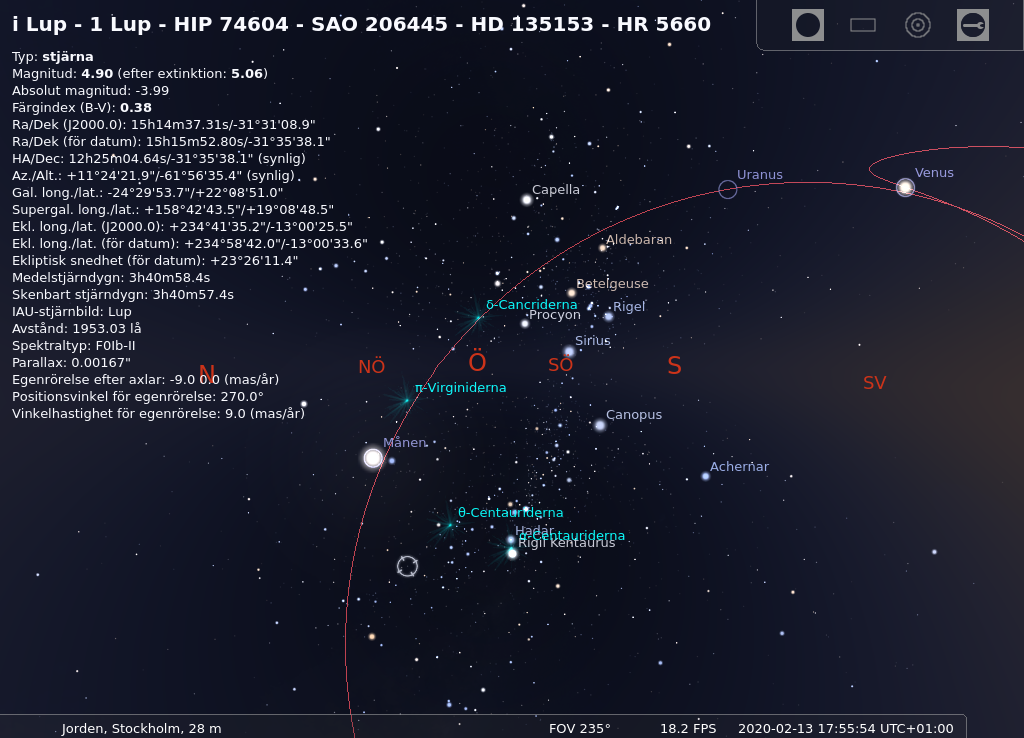 i Lup - 1 Lup - HIP 74604 - SAO 206445 - HD 135153 - HR 5660
Typ: stjärna
Magnitud: 4.90 (efter extinktion: 5.06)
Absolut magnitud: -3.99
Färgindex (B-V): 0.38
Ra/Dek (J2000.0): 15h14m37.31s/-31°31'08.9"
Ra/Dek (för datum): 15h15m52.80s/-31°35'38.1"
HA/Dec: 12h25m04.64s/-31°35'38.1" (synlig)
Az./Alt.: +11°24'21.9"/-61°56'35.4" (synlig)
Gal. long./lat.: -24°29'53.7"/+22°08'51.0"
Supergal. long./lat.: +158°42'43.5"/+19°08'48.5"
Ekl. long./lat. (J2000.0): +234°41'35.2"/-13°00'25.5"
Ekl. long./lat. (för datum): +234°58'42.0"/-13°00'33.6"
Ekliptisk snedhet (för datum): +23°26'11.4"
Medelstjärndygn: 3h40m58.4s
Skenbart stjärndygn: 3h40m57.4s
IAU-stjärnbild: Lup
Avstånd: 1953.03 lå
Spektraltyp: F0Ib-II
Parallax: 0.00167"
Egenrörelse efter axlar: -9.0 0.0 (mas/år)
Positionsvinkel för egenrörelse: 270.0°
Vinkelhastighet för egenrörelse: 9.0 (mas/år)
Uranus
Venus
Capella
Aldebaran
Betelgeuse
δ-Cancriderna
Procyon
Rigel
Sirius
N
NÖ
Ö
SO
S
SV
π-Virginiderna
Canopus
Månen
Achernar
θ-Centauriderna
Hadar
α-Centauriderna
Rigil Kentaurus
Jorden, Stockholm, 28 m
FOV 235°
18.2 FPS
2020-02-13 17:55:54 UTC+01:00